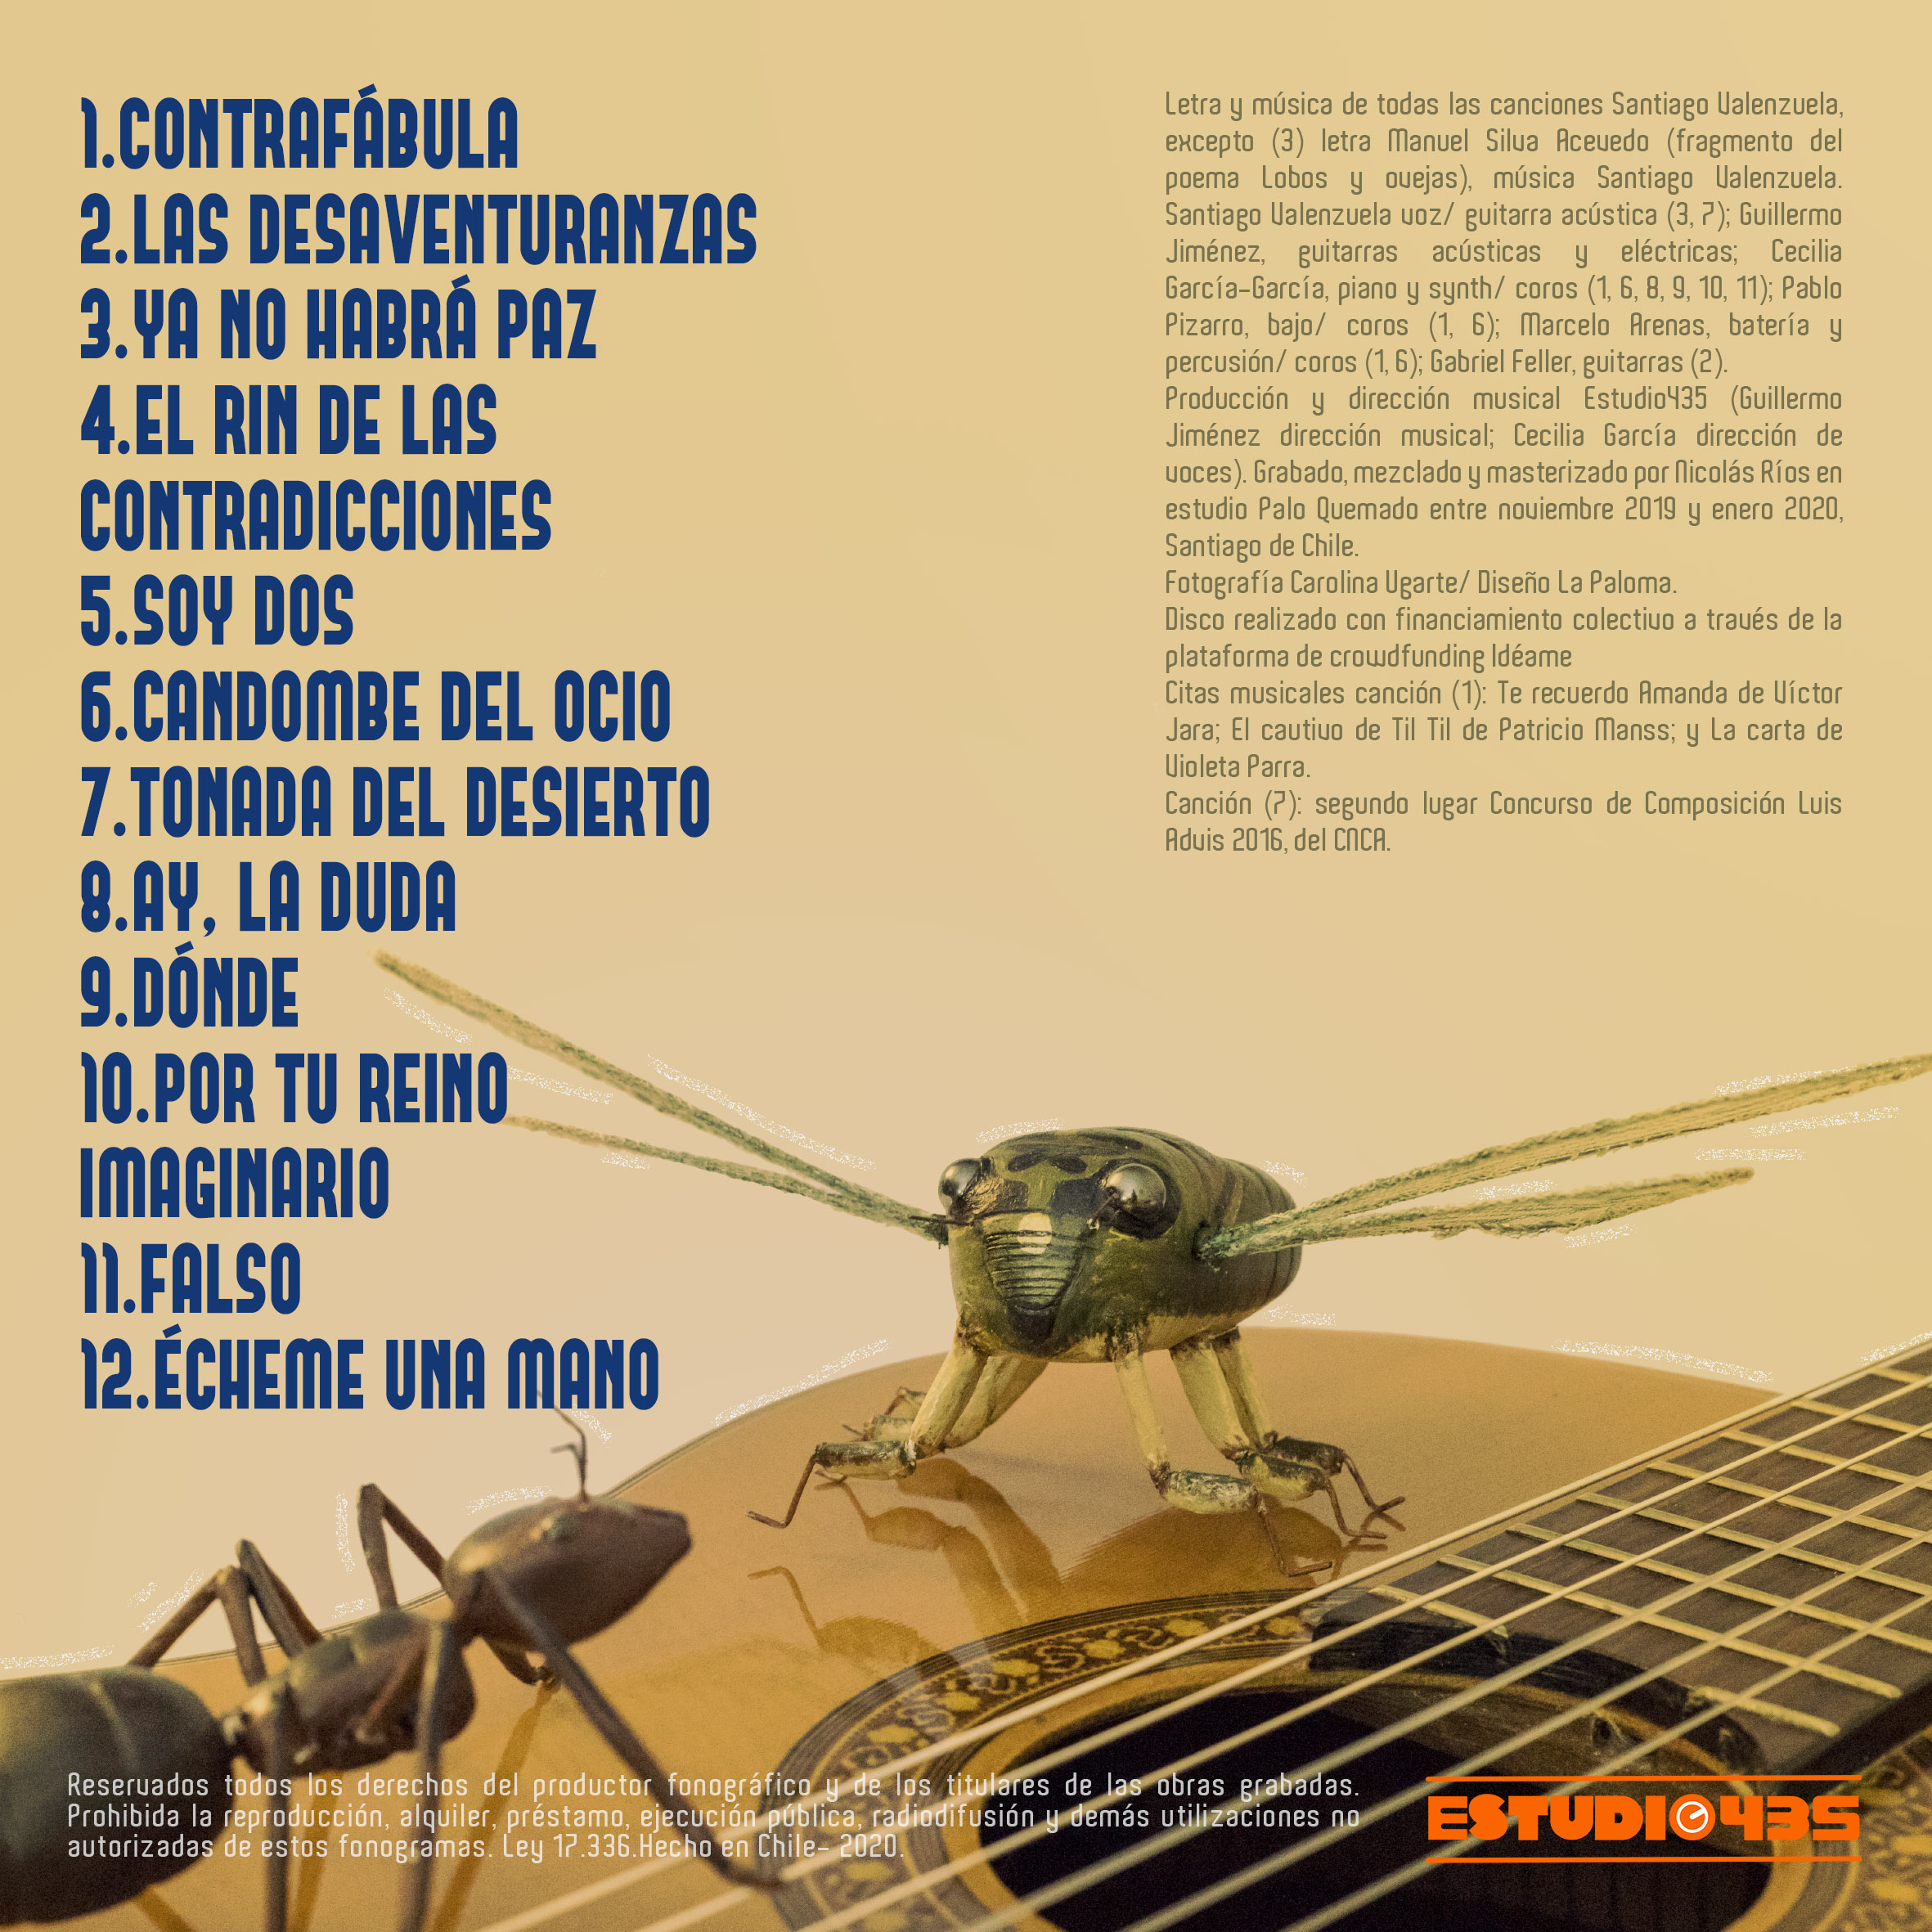 1.CONTRAFÁBULA
2.LAS DESAVENTURANZAS
3.YA NO HABRÁ PAZ
4.EL RIN DE LAS
CONTRADICCIONES
5.SOY DOS
6.CANDOMBE DEL OCIO
7.TONADA DEL DESIERTO
8.AY, LA DUDA
9.DÓNDE
10.POR TU REINO
IMAGINARIO
11.FALSO
12.ÉCHEME UNA MANO
Letra y música de todas las canciones Santiago Valenzuela,
excepto (3) letra Manuel Silva Acevedo (fragmento del
poema Lobos y ovejas), música Santiago Valenzuela.
Santiago Valenzuela voz/ guitarra acústica (3, 7); Guillermo
Jiménez, guitarras acústicas y eléctricas; Cecilia
García-García, piano y synth/ coros (1, 6, 8, 9, 10, 11); Pablo
Pizarro, bajo/ coros (1, 6); Marcelo Arenas, batería y
percusión/ coros (1, 6); Gabriel Feller, guitarras (2).
Producción y dirección musical Estudio435 (Guillermo
Jiménez dirección musical; Cecilia García dirección de
voces). Grabado, mezclado y masterizado por Nicolás Ríos en
estudio Palo Quemado entre noviembre 2019 y enero 2020,
Santiago de Chile.
Fotografía Carolina Ugarte/ Diseño La Paloma.
Disco realizado con financiamiento colectivo a través de la
plataforma de crowdfunding Idéame
Citas musicales canción (1): Te recuerdo Amanda de Víctor
Jara; El cautivo de Til Til de Patricio Manss; y La carta de
Violeta Parra.
Canción (7): segundo lugar Concurso de Composición Luis
Advis 2016, del CNCA.
Reservados todos los derechos del productor fonográfico y de los titulares de las obras grabadas.
Prohibida la reproducción, alquiler, préstamo, ejecución pública, radiodifusión y demás utilizaciones no
autorizadas de estos fonogramas. Ley 17.336.Hecho en Chile- 2020.
ESTUDIO435